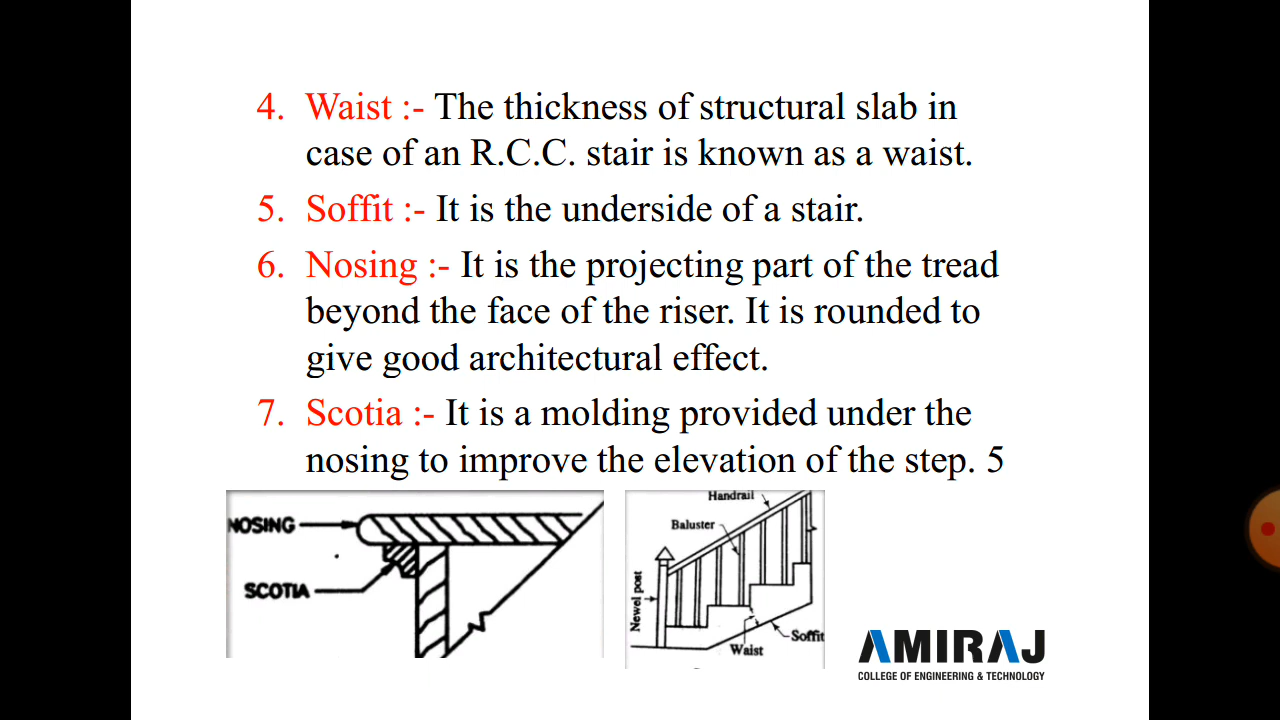 4. Waist :- The thickness of structural slab in
case of an R.C.C. stair is known as a waist.
5. Soffit :- It is the underside of a stair.
6. Nosing :- It is the projecting part of the tread
beyond the face of the riser. It is rounded to
give good architectural effect.
7. Scotia :- It is a molding provided under the
nosing to improve the elevation of the step. 5
NOSING
SCOTIA
Handrail
Baluster
Newel post
Soffit
Waist
AMIRAJ
COLLEGE OF ENGINEERING & TECHNOLOGY